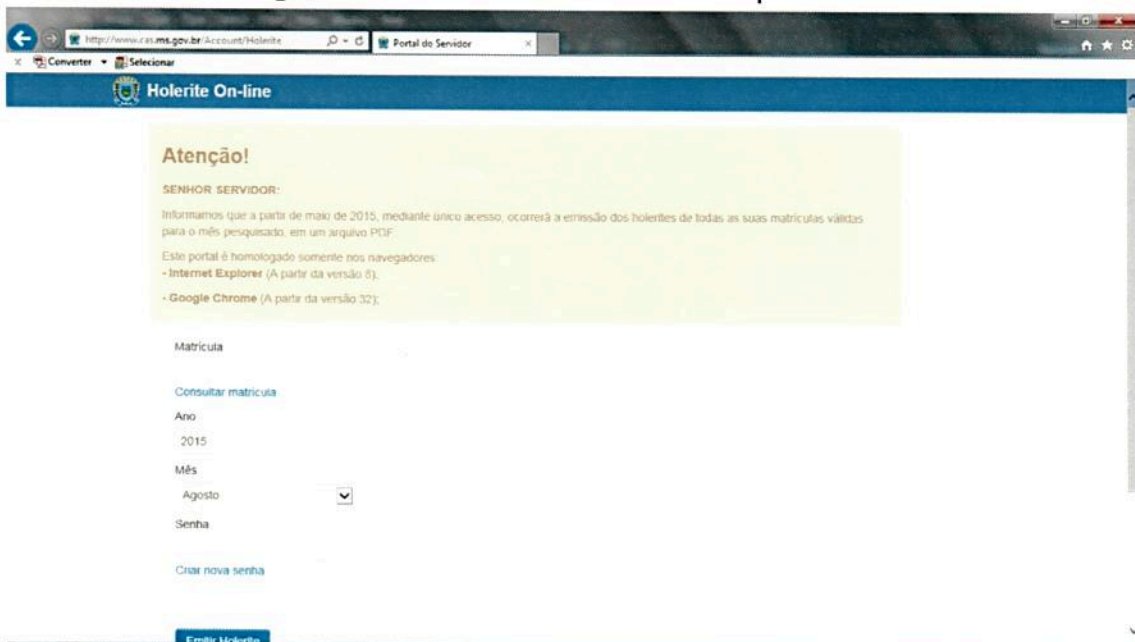 http://www.cas.ms.gov.br/Account/Holerite
Portal do Servidor
Converter Selecionar
Holerite On-line
Atenção!
SENHOR SERVIDOR:
Informamos que a partir de maio de 2015, mediante único acesso, ocorrerá a emissão dos holerites de todas as suas matrículas válidas
para o mês pesquisado, em um arquivo PDF
Este portal é homologado somente nos navegadores
- Internet Explorer (A partir da versão 8);
- Google Chrome (A partir da versão 32);
Matrícula
Consultar matrícula
Ano
2015
Mês
Agosto
Senha
Criar nova senha
Emitir Holerite